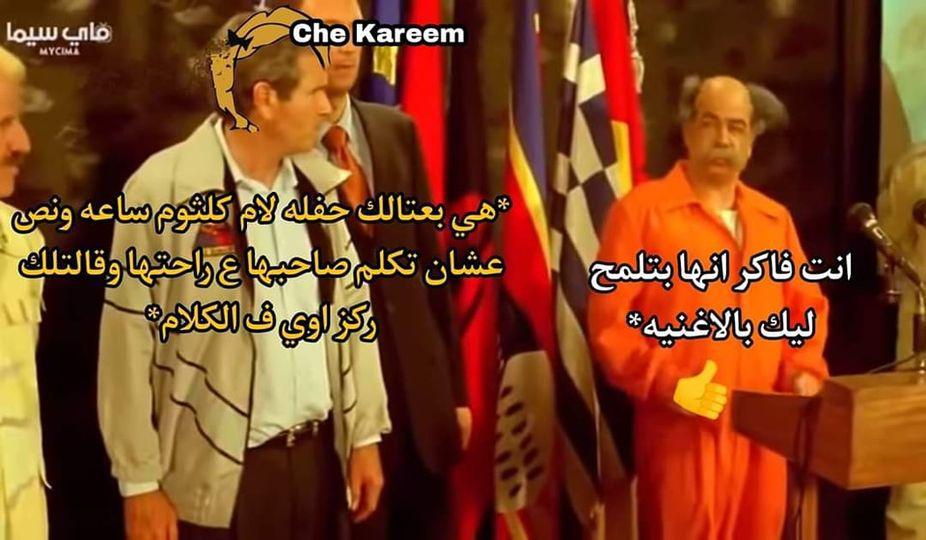 ماي سيما
MYCIMA
Che Kareem
*هي بعتالك حفله لام كلثوم ساعه ونص
عشان تكلم صاحبها ع راحتها وقالتلك
ركز اوي ف الكلام*
انت فاكر انها بتلمح
ليك بالاغنيه*